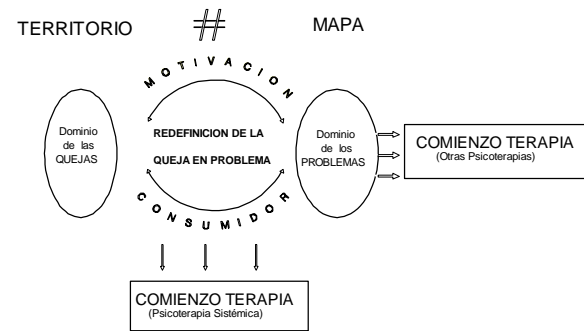 TERRITORIO # MAPA
MOTIVACION
Dominio
de las
QUEJAS
REDEFINICION DE LA
QUEJA EN PROBLEMA
Dominio
de los
PROBLEMAS
COMIENZO TERAPIA
(Otras Psicoterapias)
CONSUMIDOR
COMIENZO TERAPIA
(Psicoterapia Sistémica)